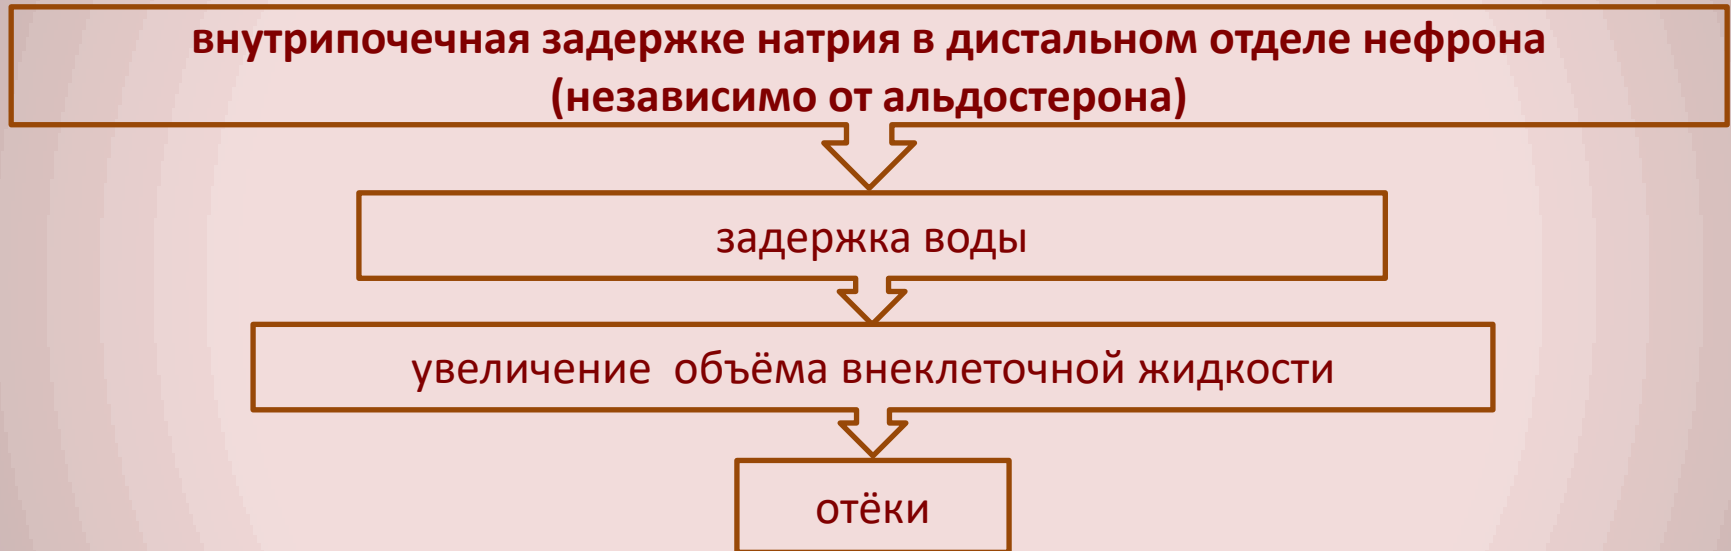 внутрипочечная задержке натрия в дистальном отделе нефрона
(независимо от альдостерона)
задержка воды
увеличение объёма внеклеточной жидкости
отёки